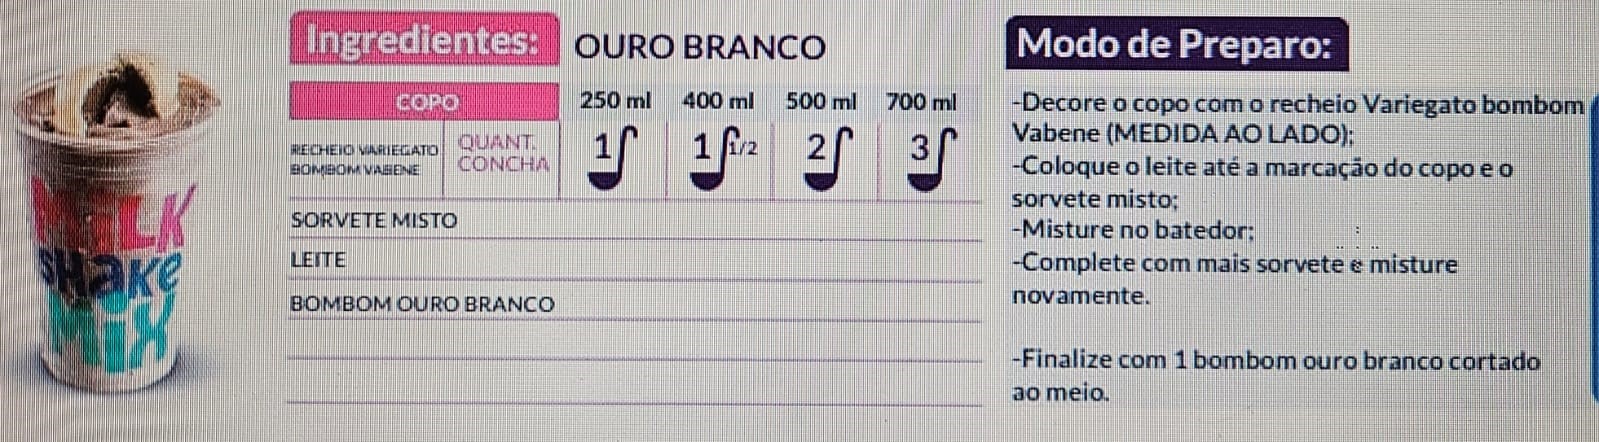 MiLK
SHake
MiX
Ingredientes:
OURO BRANCO
COPO
250 ml 400 ml 500 ml 700 ml
RECHEIO VARIEGATO
BOMBOM VABENE
QUANT.
CONCHA
1 1 1/2 2 3
SORVETE MISTO
LEITE
BOMBOM OURO BRANCO
Modo de Preparo:
-Decore o copo com o recheio Variegato bombom
Vabene (MEDIDA AO LADO);
-Coloque o leite até a marcação do copo e o
sorvete misto;
-Misture no batedor;
-Complete com mais sorvete e misture
novamente.
-Finalize com 1 bombom ouro branco cortado
ao meio.